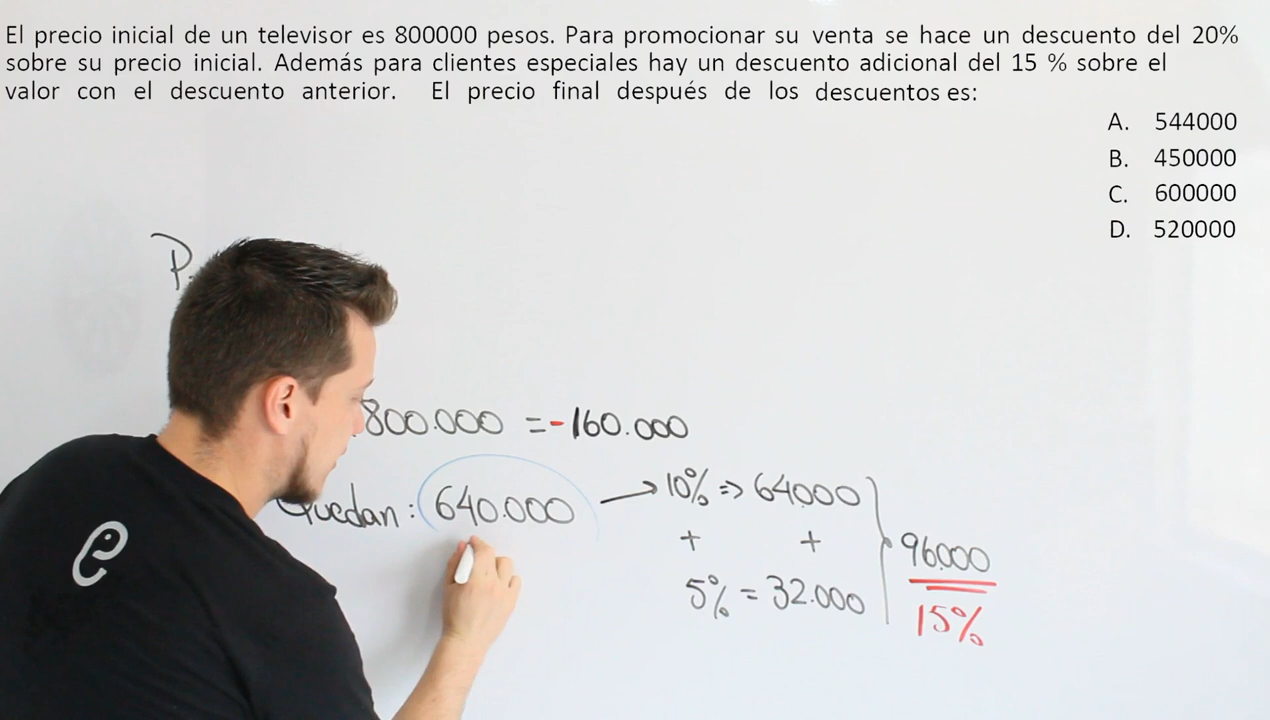 El precio inicial de un televisor es 800000 pesos. Para promocionar su venta se hace un descuento del 20%
sobre su precio inicial. Además para clientes especiales hay un descuento adicional del 15 % sobre el
valor con el descuento anterior. El precio final después de los descuentos es:
A. 544000
B. 450000
C. 600000
D. 520000
P.
800.000 = -160.000
Quedan: 640.000 → 10% => 64.000
+ +
5% = 32.000
96.000
15%
e